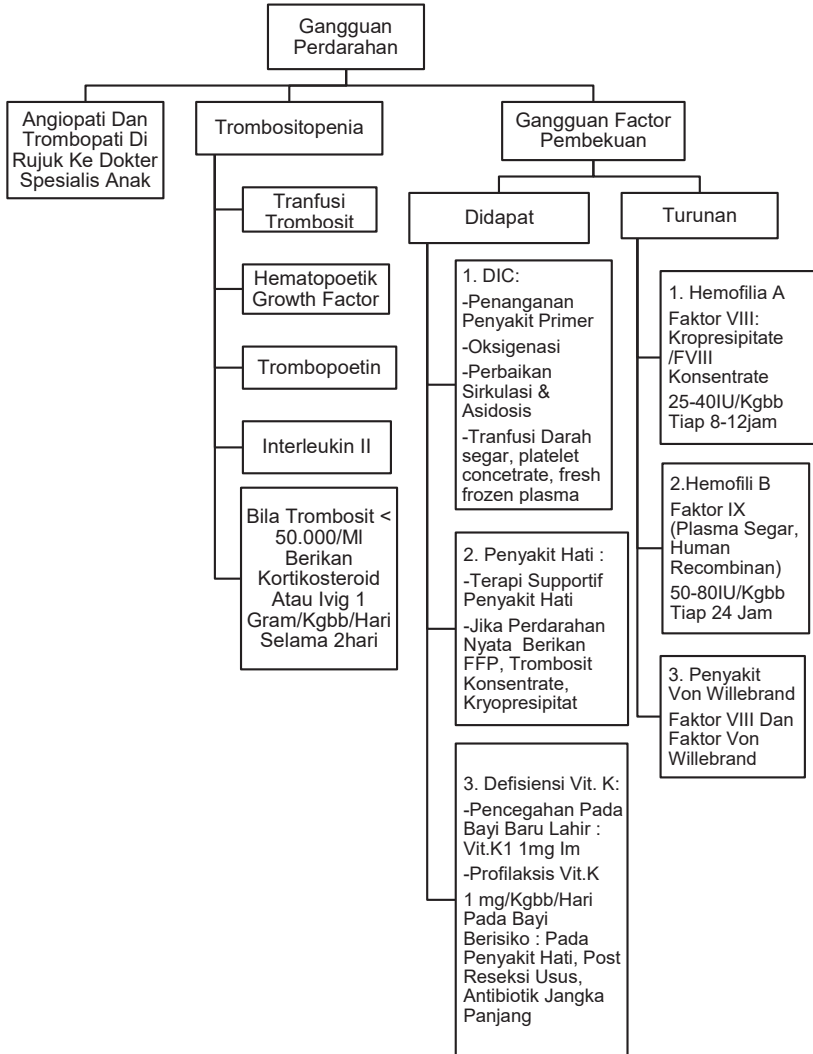 Gangguan
Perdarahan
Angiopati Dan
Trombopati Di
Rujuk Ke Dokter
Spesialis Anak
Trombositopenia
Tranfusi
Trombosit
Hematopoetik
Growth Factor
Trombopoetin
Interleukin II
Bila Trombosit <
50.000/Ml
Berikan
Kortikosteroid
Atau Ivig 1
Gram/Kgbb/Hari
Selama 2hari
Gangguan Factor
Pembekuan
Didapat
1. DIC:
-Penanganan
Penyakit Primer
-Oksigenasi
-Perbaikan
Sirkulasi &
Asidosis
-Tranfusi Darah
segar, platelet
concetrate, fresh
frozen plasma
2. Penyakit Hati :
-Terapi Supportif
Penyakit Hati
-Jika Perdarahan
Nyata Berikan
FFP, Trombosit
Konsentrate,
Kryopresipitat
3. Defisiensi Vit. K:
-Pencegahan Pada
Bayi Baru Lahir :
Vit.K1 1mg Im
-Profilaksis Vit.K
1 mg/Kgbb/Hari
Pada Bayi
Berisiko : Pada
Penyakit Hati, Post
Reseksi Usus,
Antibiotik Jangka
Panjang
Turunan
1. Hemofilia A
Faktor VIII:
Kropresipitate
/FVIII
Konsentrate
25-40IU/Kgbb
Tiap 8-12jam
2.Hemofili B
Faktor IX
(Plasma Segar,
Human
Recombinan)
50-80IU/Kgbb
Tiap 24 Jam
3. Penyakit
Von Willebrand
Faktor VIII Dan
Faktor Von
Willebrand